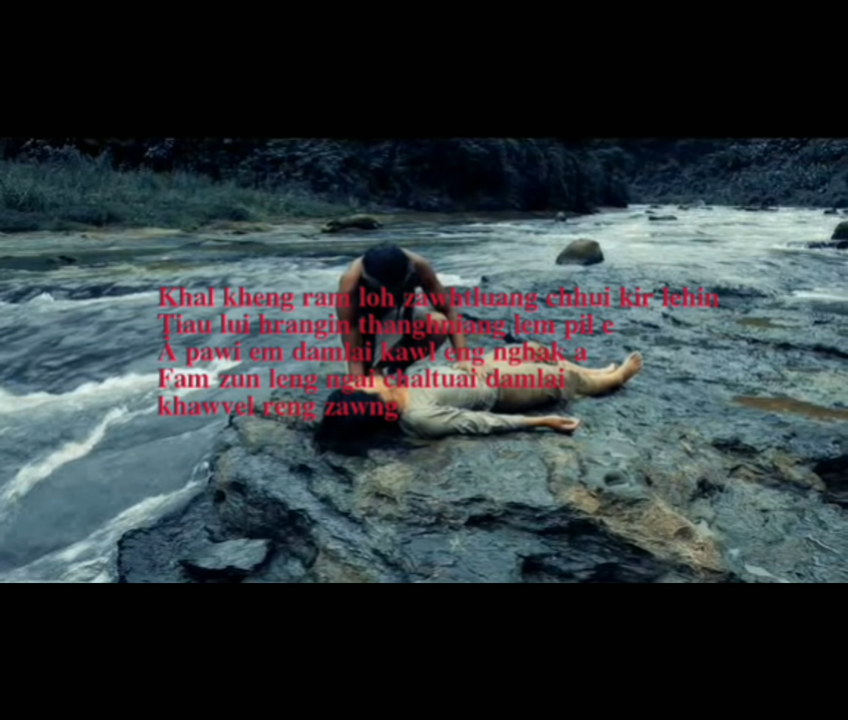 Khal kheng ram loh zawhtluang chhui kir lehin
Tiau lui hrangin thanghniang lem pil e
A pawi em damlai kawl eng nghak a
Fam zun leng ngai chaltuai damlai
khawvel reng zawng